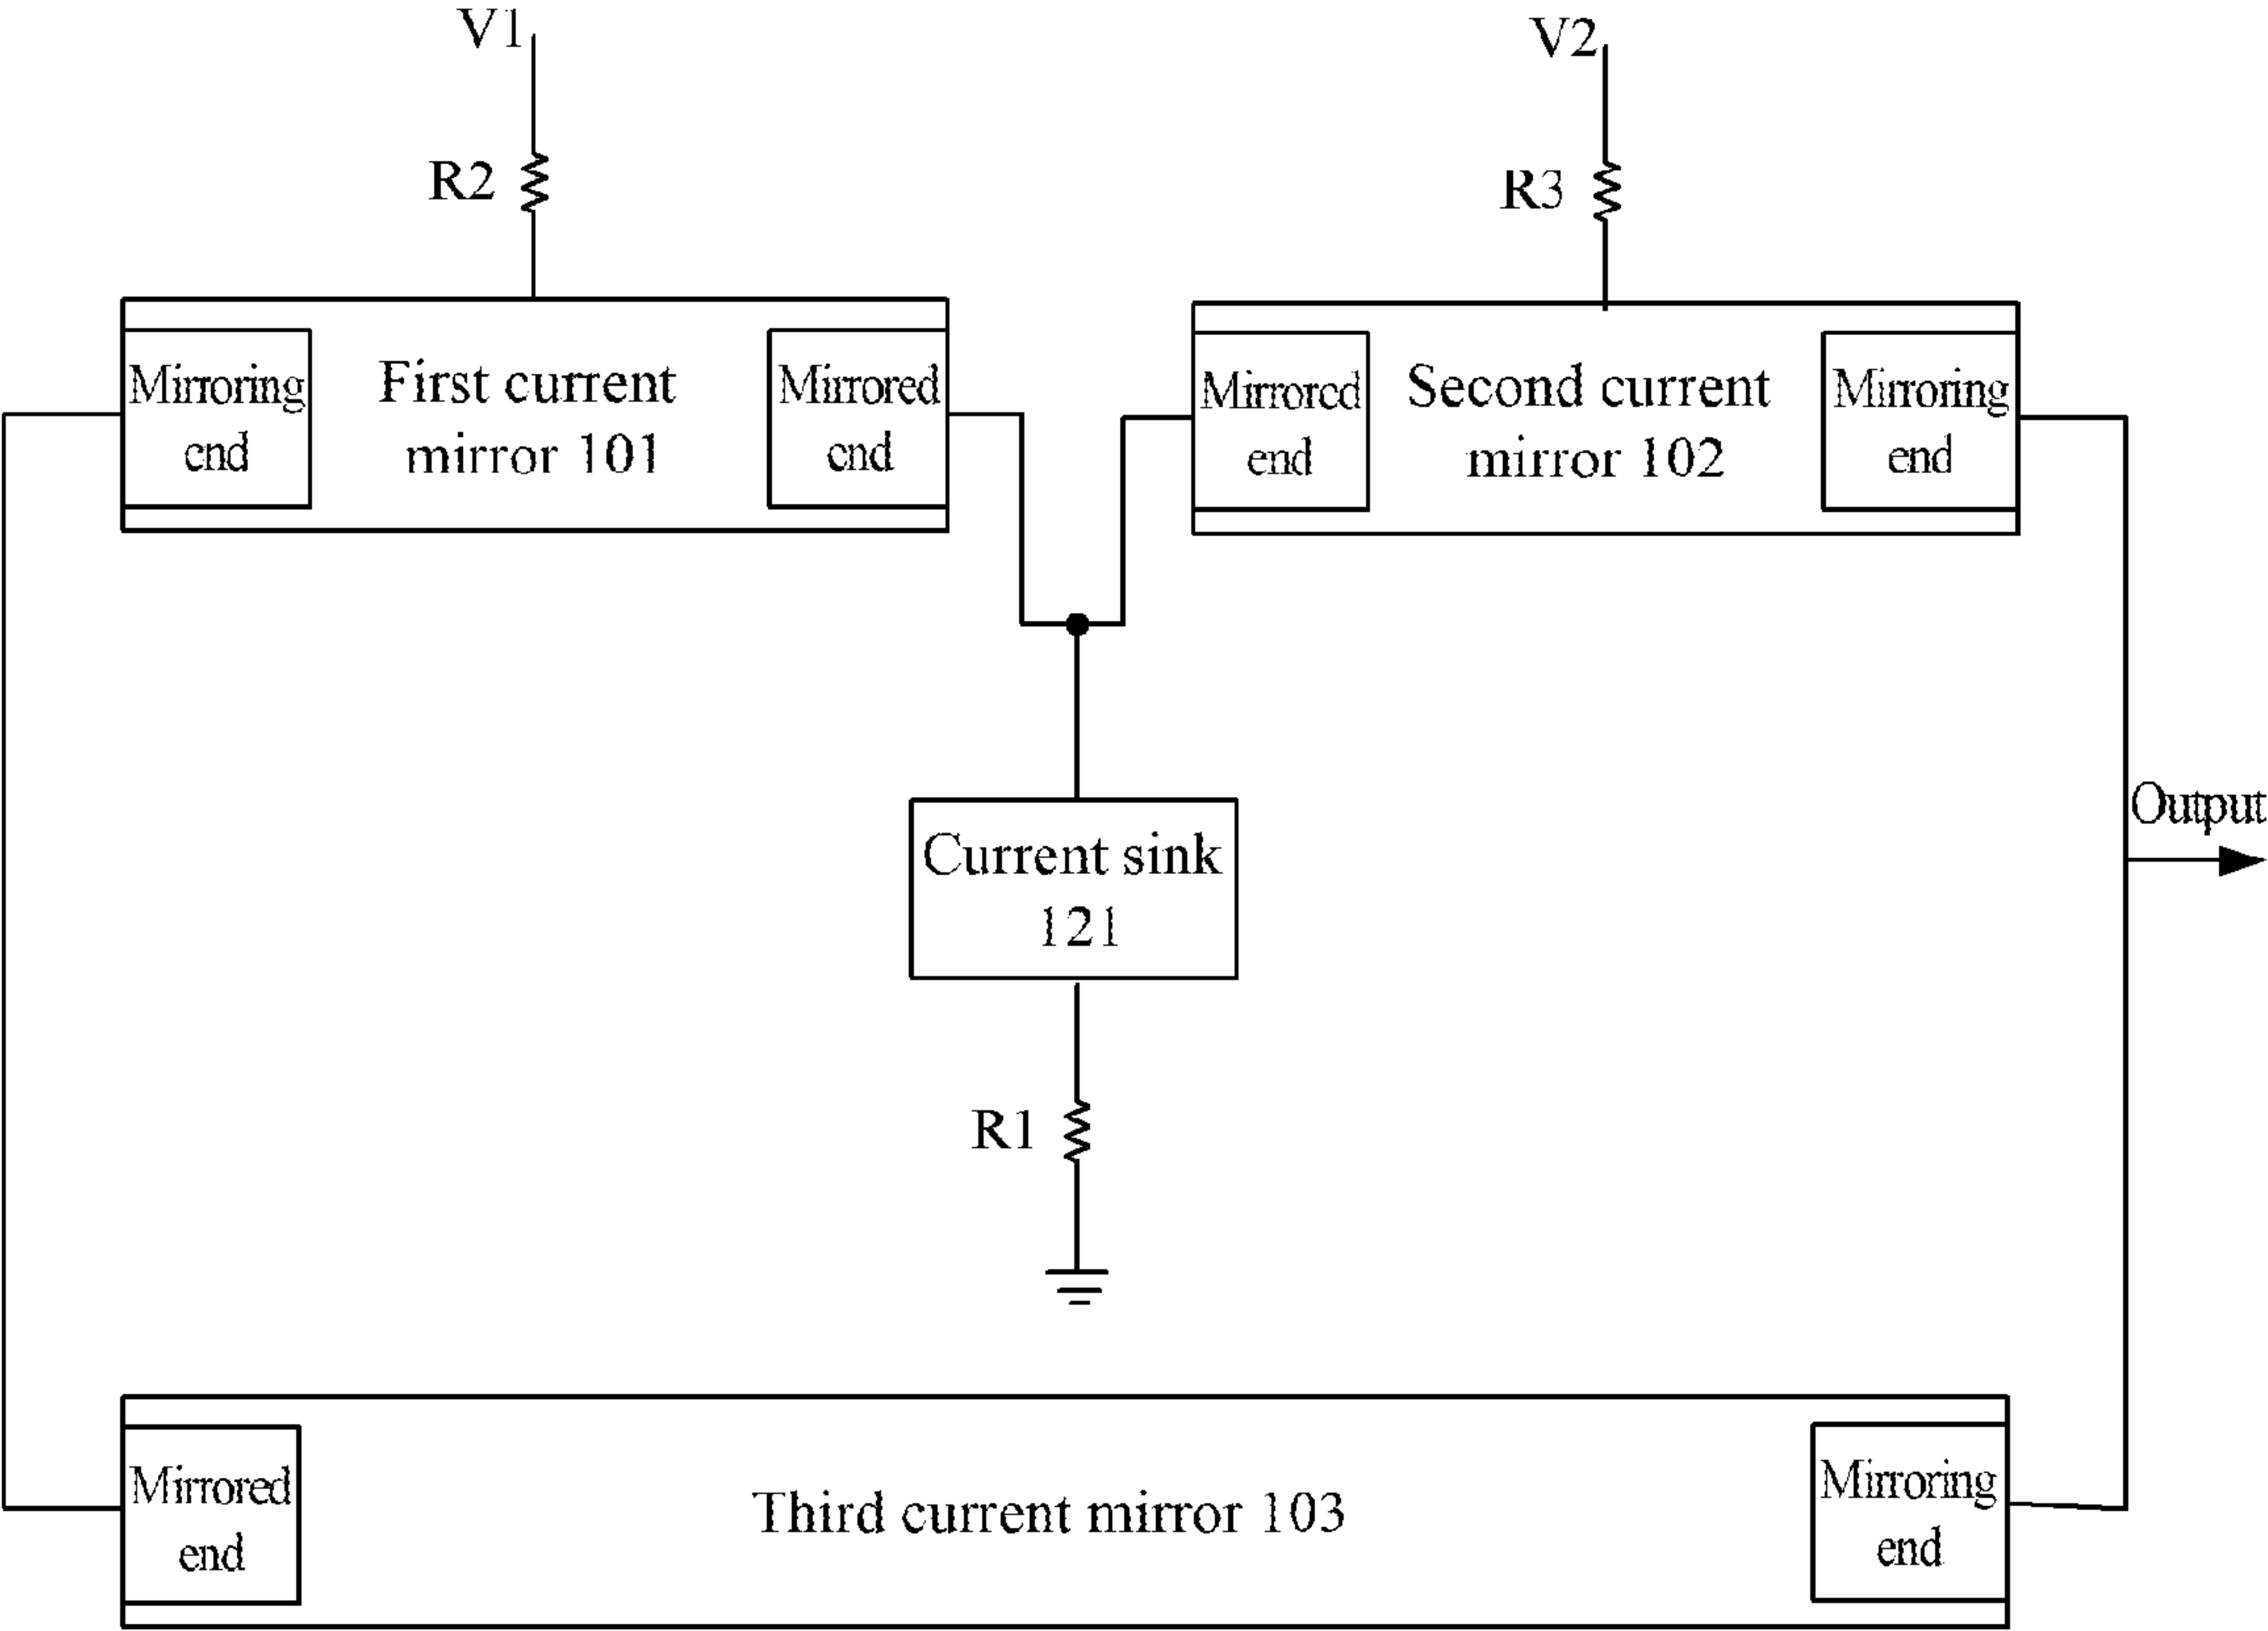 V1
V2
R2
R3
Mirroring
end
First current
mirror 101
Mirrored
end
Mirrored
end
Second current
mirror 102
Mirroring
end
Output
Current sink
121
R1
Mirrored
end
Third current mirror 103
Mirroring
end